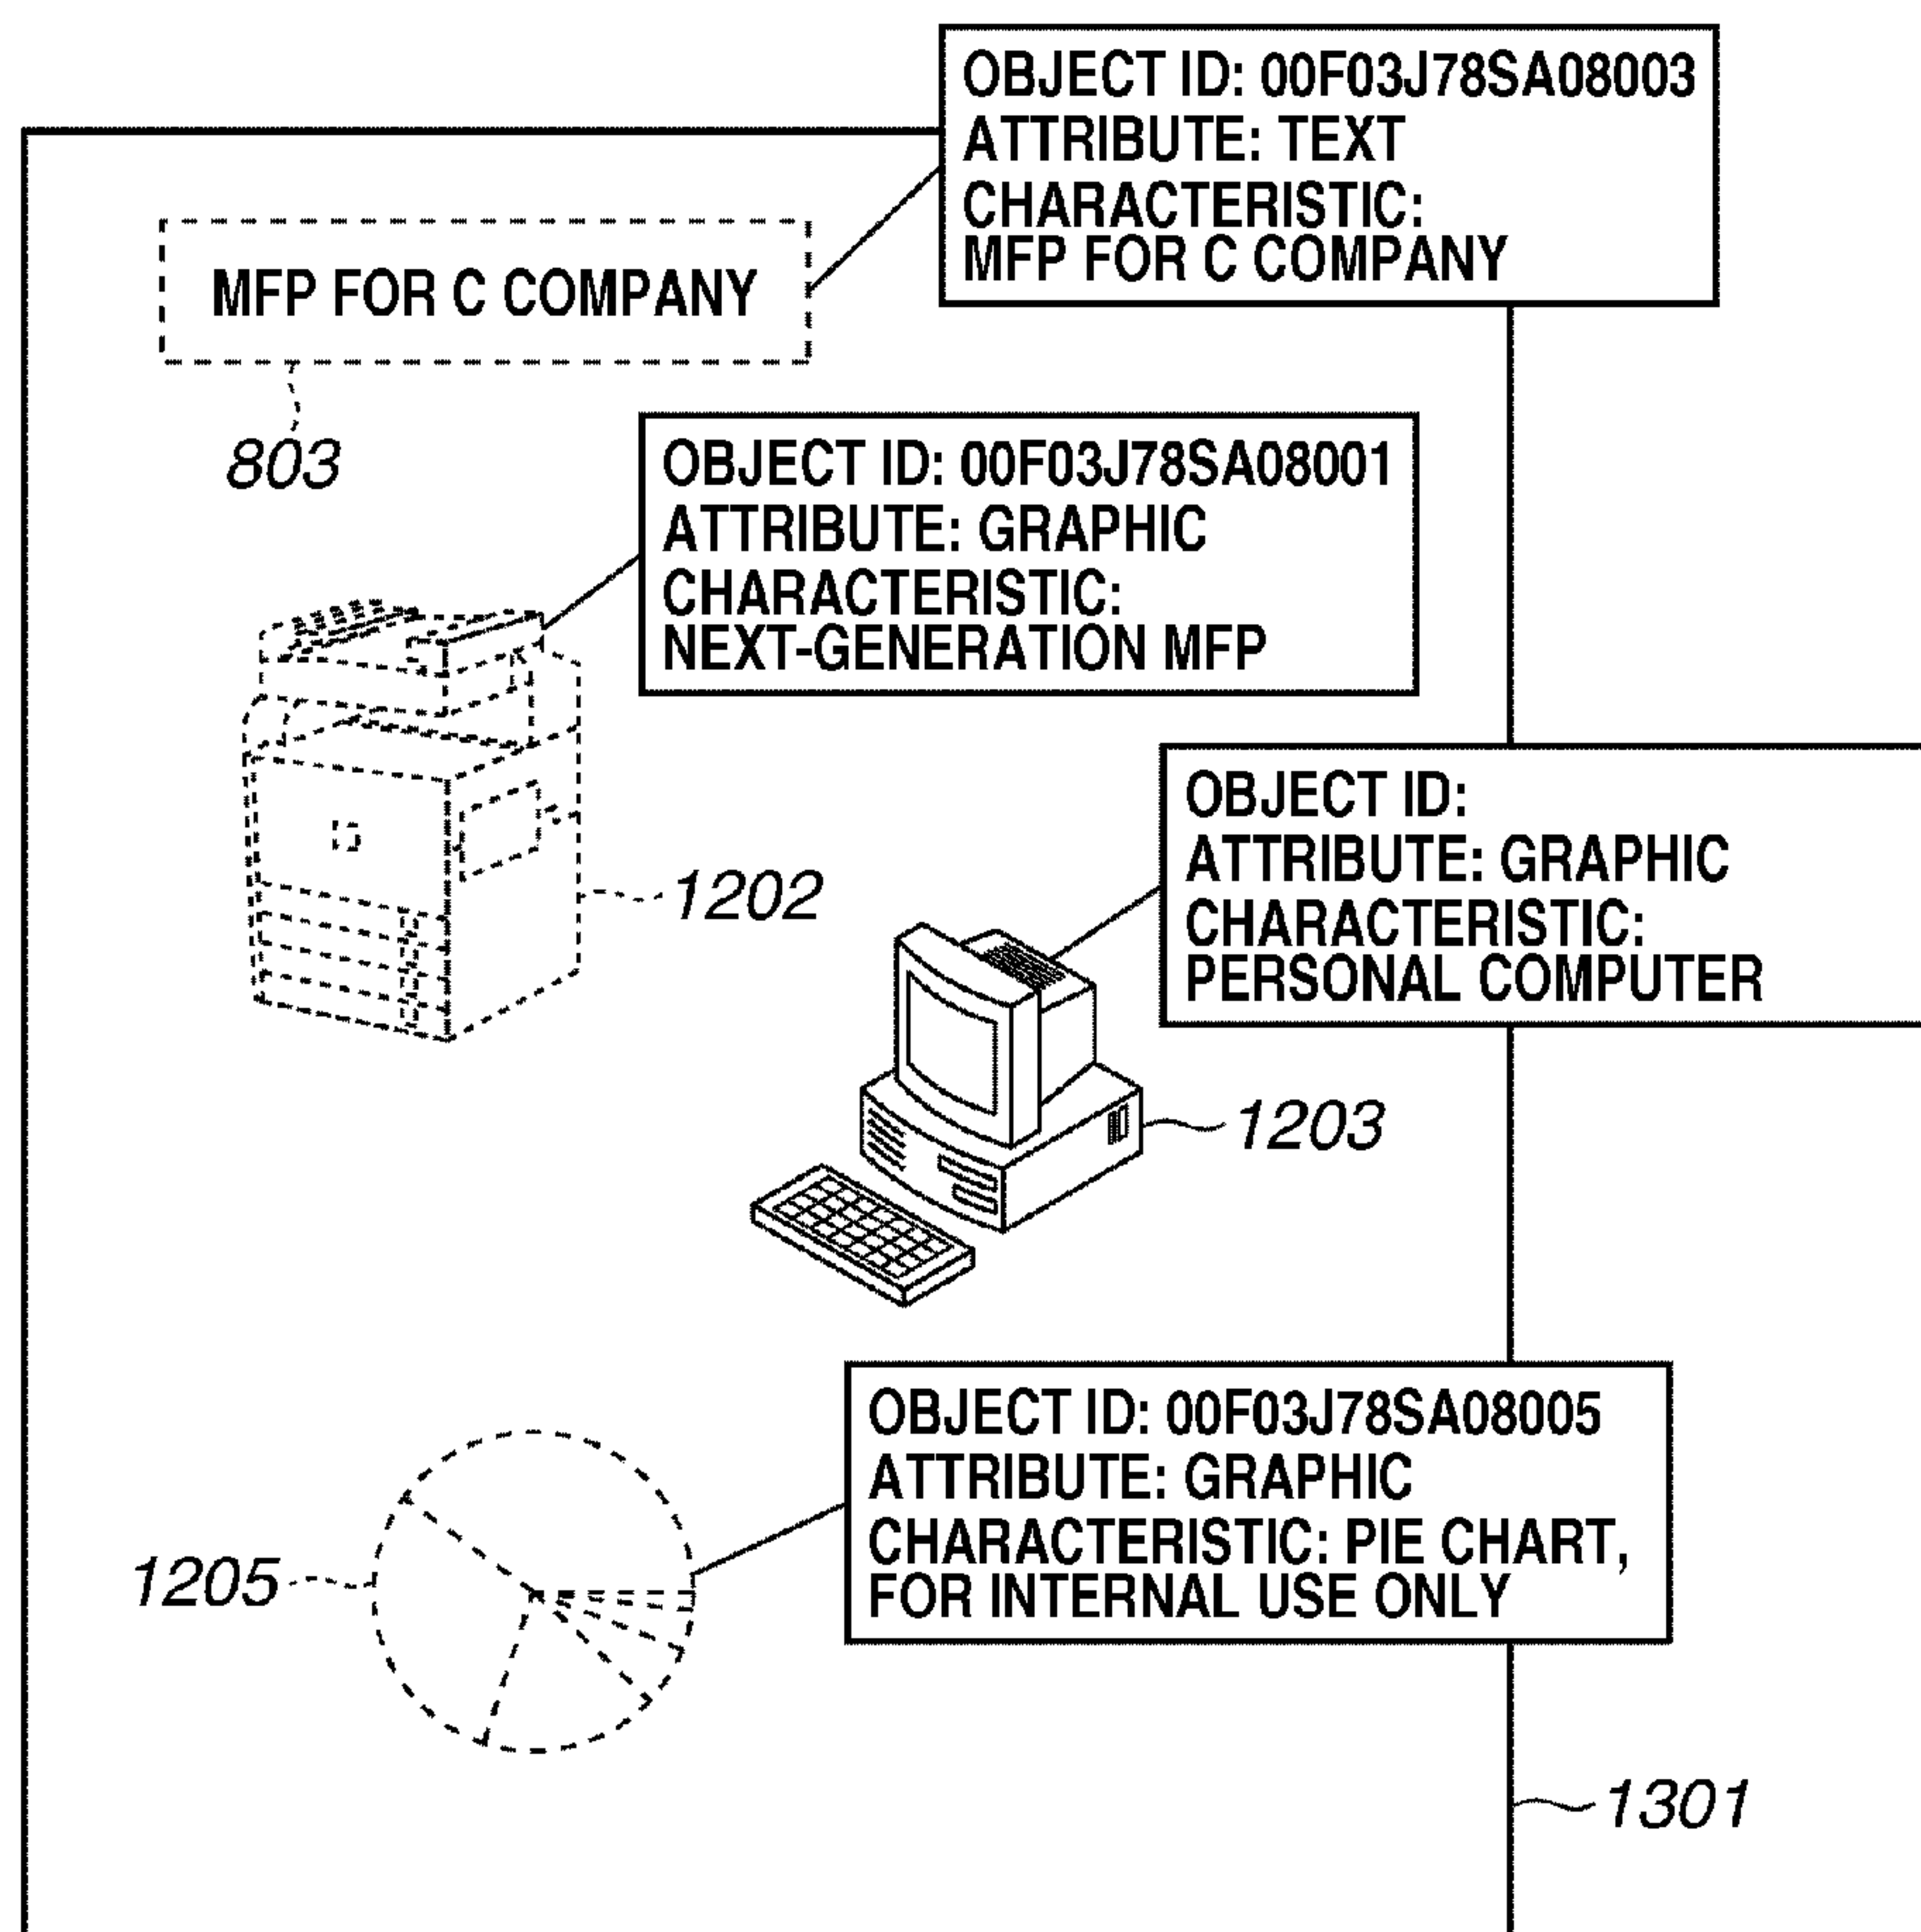 OBJECT ID: 00F03J78SA08003
ATTRIBUTE: TEXT
CHARACTERISTIC:
MFP FOR C COMPANY
MFP FOR C COMPANY
803
OBJECT ID: 00F03J78SA08001
ATTRIBUTE: GRAPHIC
CHARACTERISTIC:
NEXT-GENERATION MFP
1202
OBJECT ID:
ATTRIBUTE: GRAPHIC
CHARACTERISTIC:
PERSONAL COMPUTER
1203
OBJECT ID: 00F03J78SA08005
ATTRIBUTE: GRAPHIC
CHARACTERISTIC: PIE CHART,
FOR INTERNAL USE ONLY
1205
1301